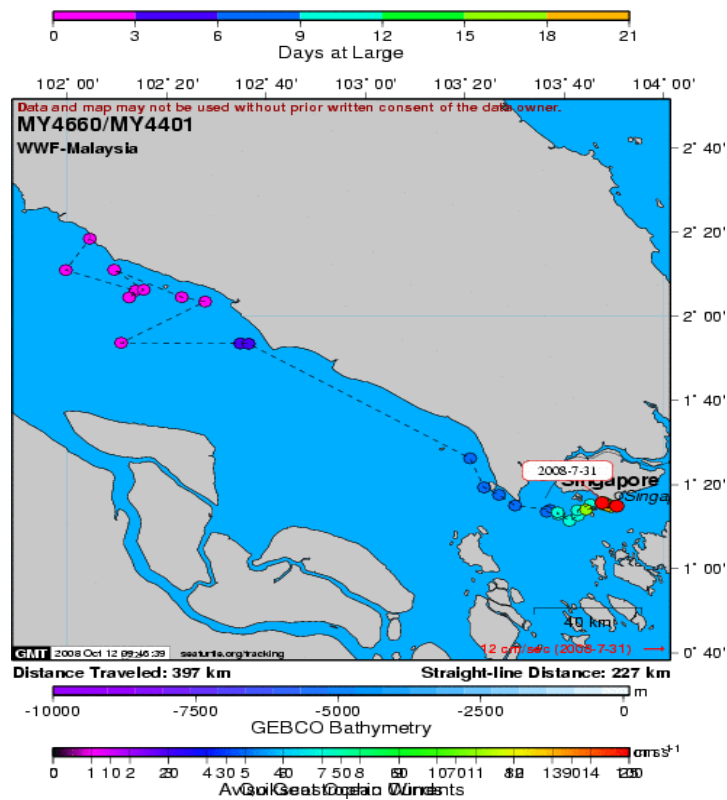 0 3 6 9 12 15 18 21
Days at Large
102° 00' 102° 20' 102° 40' 103° 00' 103° 20' 103° 40' 104° 00'
Data and map may not be used without prior written consent of the data owner.
MY4660/MY4401
WWF-Malaysia
2° 40'
2° 20'
2° 00'
1° 40'
2008-7-31
1° 20'
Singapore
Singa
1° 00'
40 km
GMT 2008 Oct 12 seaturtle.org/tracking
12 cm/sec (2008-7-31)
0° 40'
Distance Traveled: 397 km Straight-line Distance: 227 km
m
-10000 -7500 -5000 -2500 0
GEBCO Bathymetry